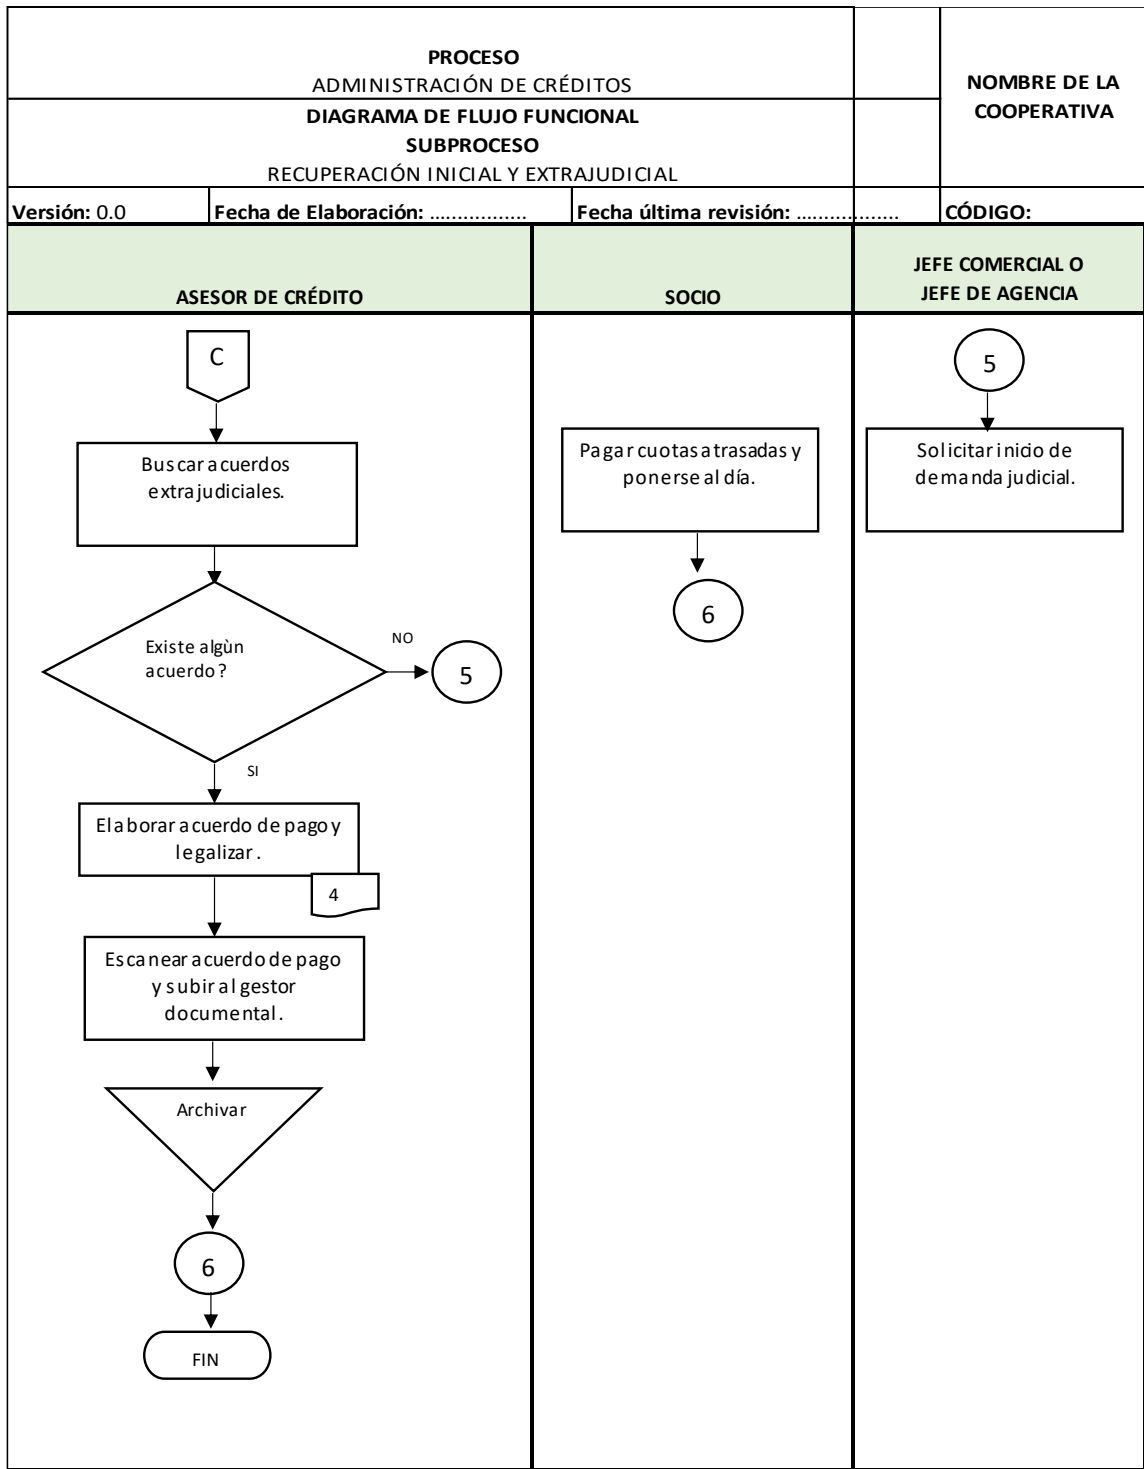 PROCESO
ADMINISTRACIÓN DE CRÉDITOS
NOMBRE DE LA
COOPERATIVA
DIAGRAMA DE FLUJO FUNCIONAL
SUBPROCESO
RECUPERACIÓN INICIAL Y EXTRAJUDICIAL
Versión: 0.0
Fecha de Elaboración: .................
Fecha última revisión: ..................
CÓDIGO:
ASESOR DE CRÉDITO
SOCIO
JEFE COMERCIAL O
JEFE DE AGENCIA
C
Buscar acuerdos
extrajudiciales.
Existe algùn
acuerdo?
NO
5
SI
Elaborar acuerdo de pago y
legalizar.
4
Escanear acuerdo de pago
y subir al gestor
documental.
Archivar
6
FIN
Pagar cuotas atrasadas y
ponerse al día.
6
5
Solicitar inicio de
demanda judicial.